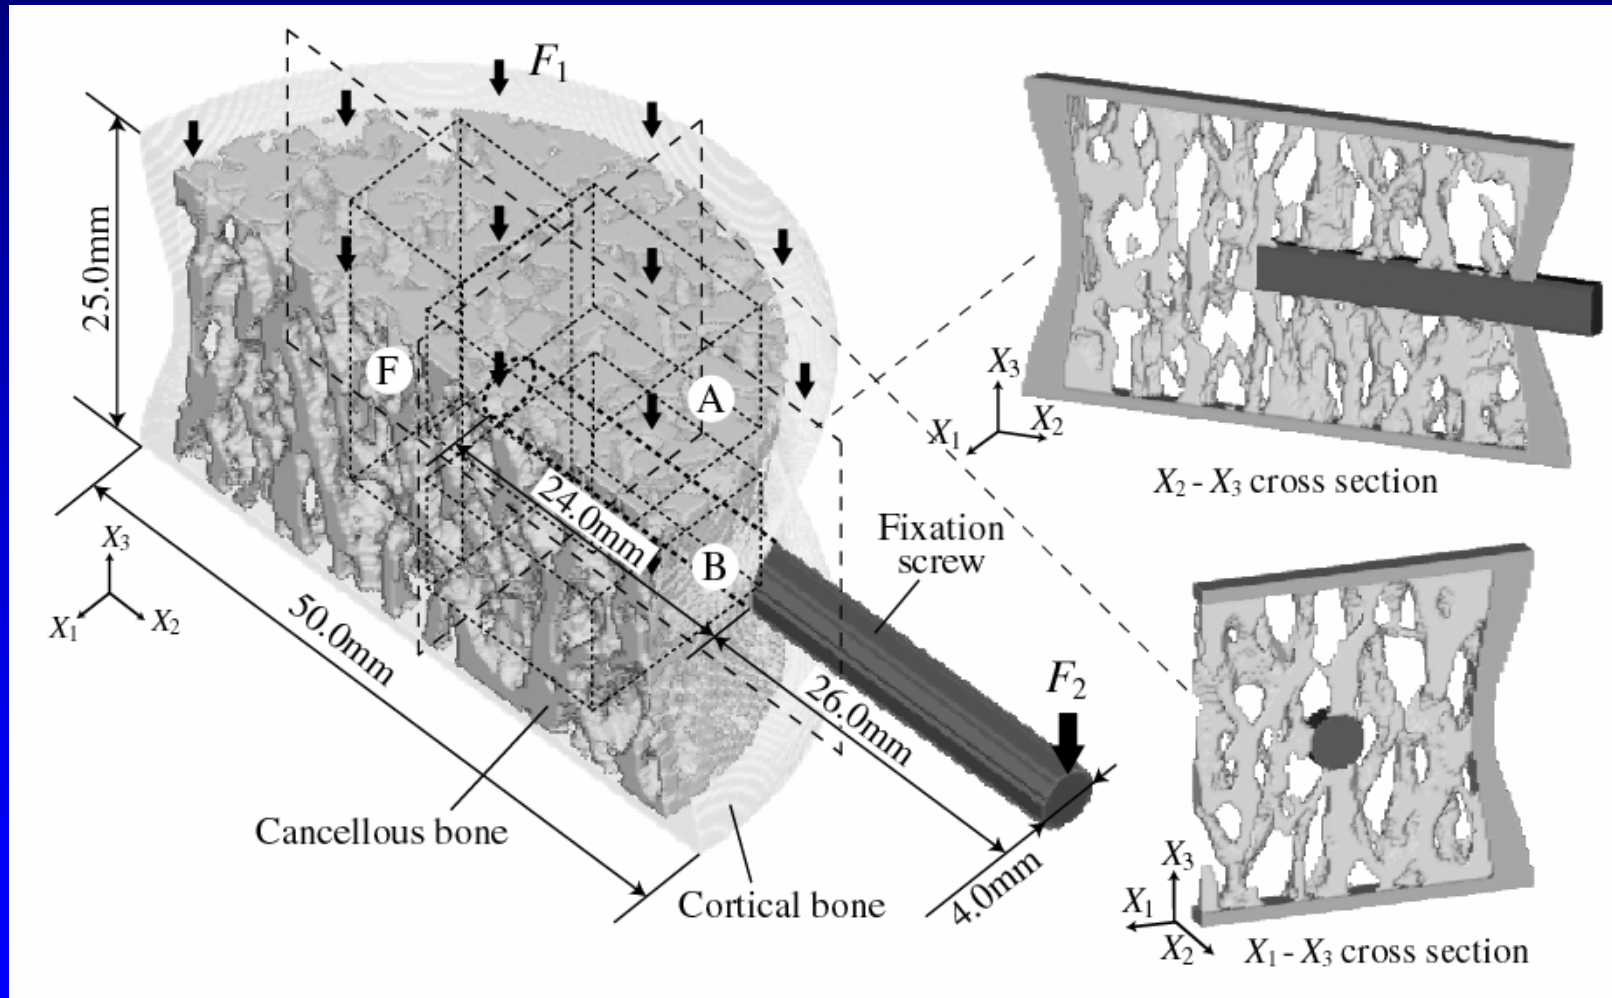 F1
25.0mm
F
A
24.0mm
B
X3
X1
X2
50.0mm
Fixation
screw
26.0mm
F2
4.0mm
Cancellous bone
Cortical bone
X3
X1
X2
X2 - X3 cross section
X3
X1
X2
X1 - X3 cross section